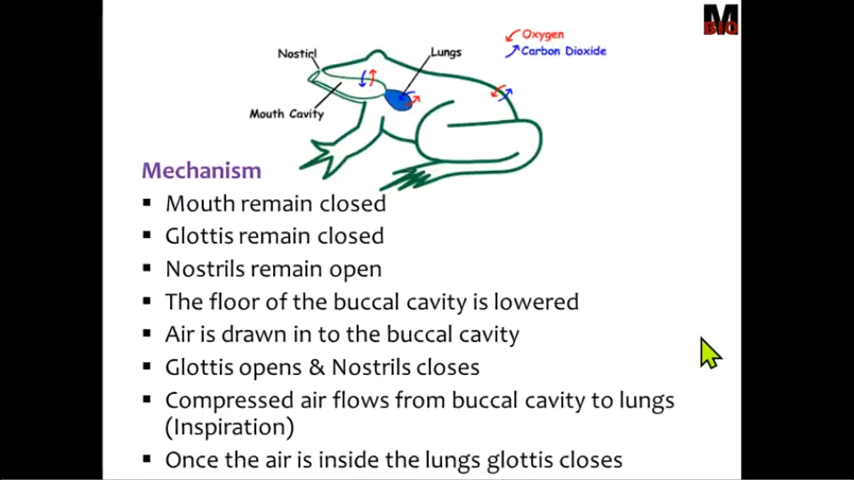 M
BIO
Oxygen
Carbon Dioxide
Nostril
Lungs
Mouth Cavity
Mechanism
▪ Mouth remain closed
▪ Glottis remain closed
▪ Nostrils remain open
▪ The floor of the buccal cavity is lowered
▪ Air is drawn in to the buccal cavity
▪ Glottis opens & Nostrils closes
▪ Compressed air flows from buccal cavity to lungs
(Inspiration)
▪ Once the air is inside the lungs glottis closes